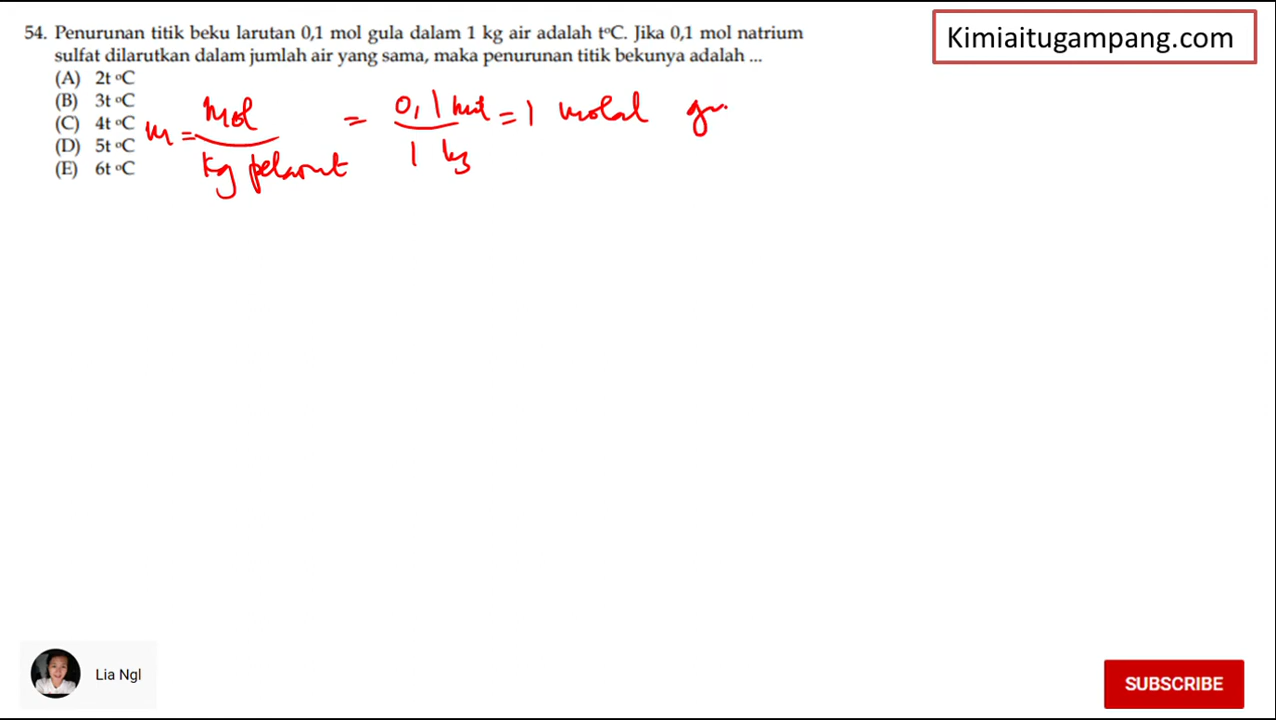 54. Penurunan titik beku larutan 0,1 mol gula dalam 1 kg air adalah t°C. Jika 0,1 mol natrium
sulfat dilarutkan dalam jumlah air yang sama, maka penurunan titik bekunya adalah ...
(A) 2t °C
(B) 3t °C
(C) 4t °C
(D) 5t °C
(E) 6t °C
m = mol / kg pelarut = 0,1 mol / 1 kg = 1 molal
Kimiaitugampang.com
Lia Ngl
SUBSCRIBE